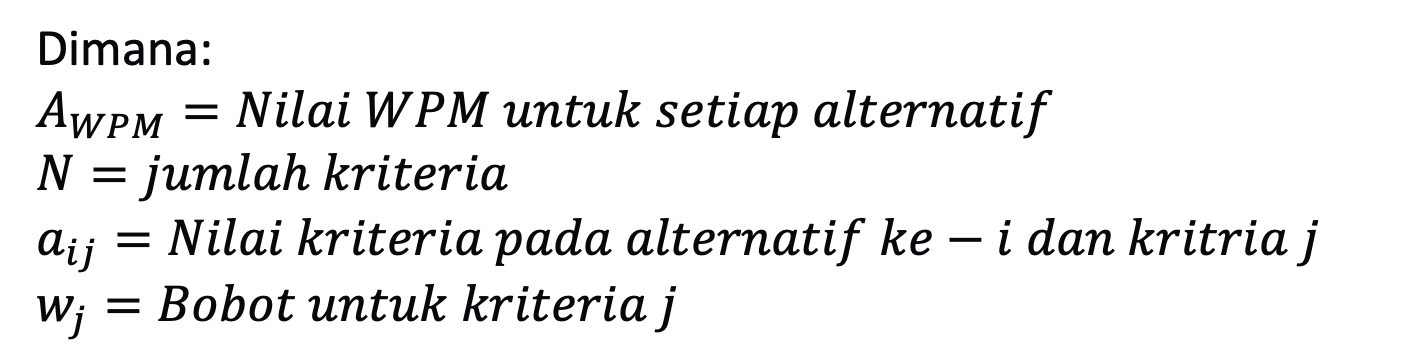 Dimana:
A_WPM = Nilai WPM untuk setiap alternatif
N = jumlah kriteria
a_ij = Nilai kriteria pada alternatif ke − i dan kritria j
w_j = Bobot untuk kriteria j